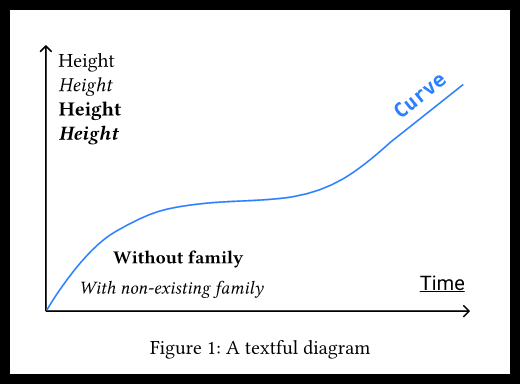 Height
Height
Height
Height
Curve
Without family
With non-existing family
Time
Figure 1: A textful diagram